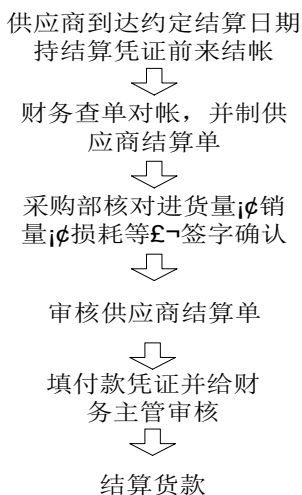 供应商到达约定结算日期
持结算凭证前来结帐
财务查单对帐，并制供
应商结算单
采购部核对进货量¡¢销
量¡¢损耗等£¬签字确认
审核供应商结算单
填付款凭证并给财
务主管审核
结算货款